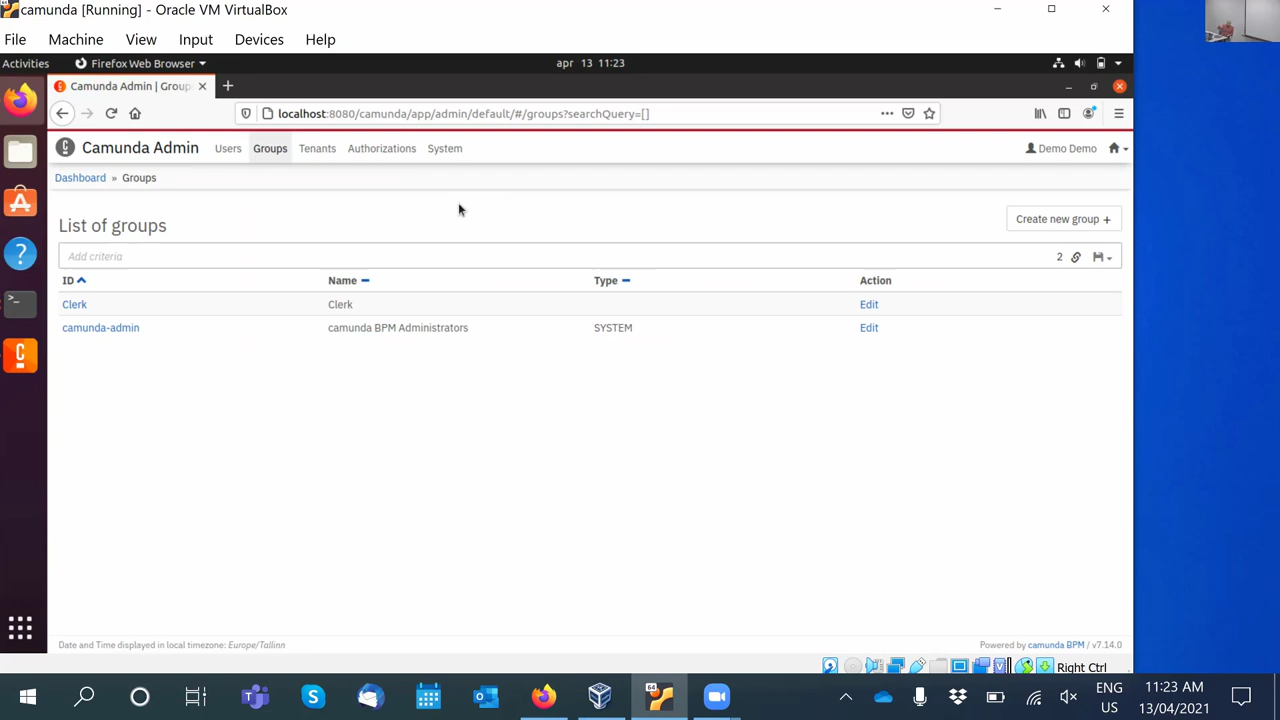 camunda [Running] - Oracle VM VirtualBox
File Machine View Input Devices Help
Activities Firefox Web Browser apr 13 11:23
Camunda Admin | Group
localhost:8080/camunda/app/admin/default/#/groups?searchQuery=[]
Camunda Admin Users Groups Tenants Authorizations System Demo Demo
Dashboard » Groups
List of groups Create new group +
Add criteria 2
ID Name Type Action
Clerk Clerk Edit
camunda-admin camunda BPM Administrators SYSTEM Edit
Date and Time displayed in local timezone: Europe/Tallinn Powered by camunda BPM / v7.14.0
Right Ctrl
ENG 11:23 AM
US 13/04/2021